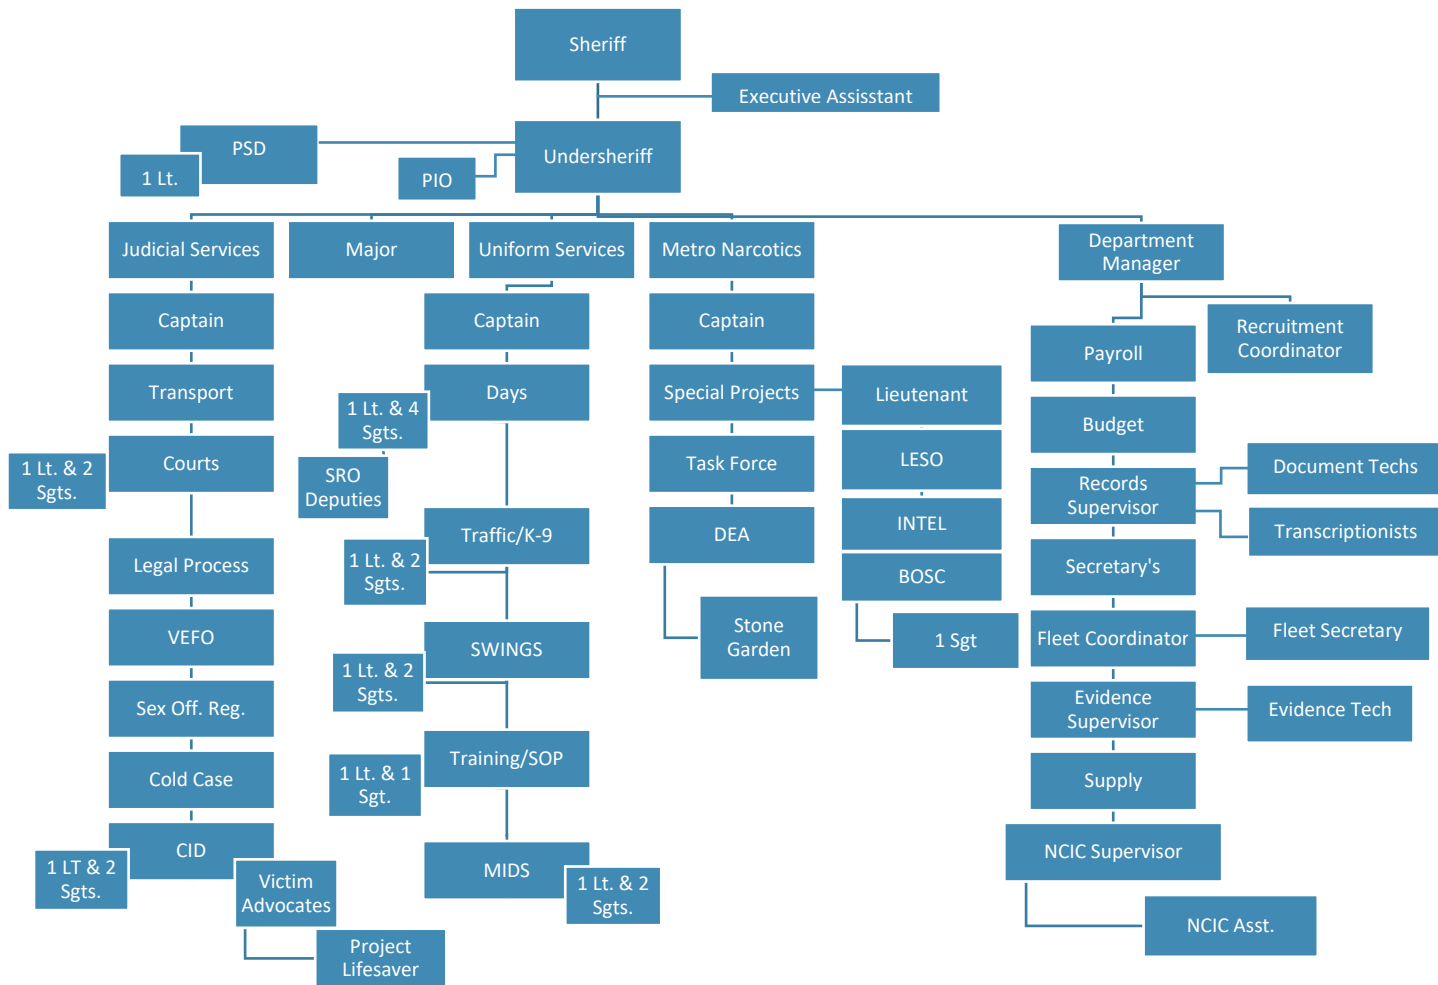 Sheriff
Executive Assisstant
PSD
1 Lt.
PIO
Undersheriff
Judicial Services
Major
Uniform Services
Metro Narcotics
Department
Manager
Captain
Captain
Captain
Recruitment
Coordinator
Payroll
Transport
Days
Special Projects
Lieutenant
1 Lt. & 4
Sgts.
SRO
Deputies
Budget
Courts
1 Lt. & 2
Sgts.
Task Force
LESO
Records
Supervisor
Document Techs
Transcriptionists
Legal Process
Traffic/K-9
1 Lt. & 2
Sgts.
DEA
INTEL
BOSC
Secretary's
VEFO
SWINGS
1 Lt. & 2
Sgts.
Stone
Garden
1 Sgt
Fleet Coordinator
Fleet Secretary
Sex Off. Reg.
Evidence
Supervisor
Evidence Tech
Cold Case
Training/SOP
1 Lt. & 1
Sgt.
Supply
CID
1 LT & 2
Sgts.
Victim
Advocates
Project
Lifesaver
MIDS
1 Lt. & 2
Sgts.
NCIC Supervisor
NCIC Asst.